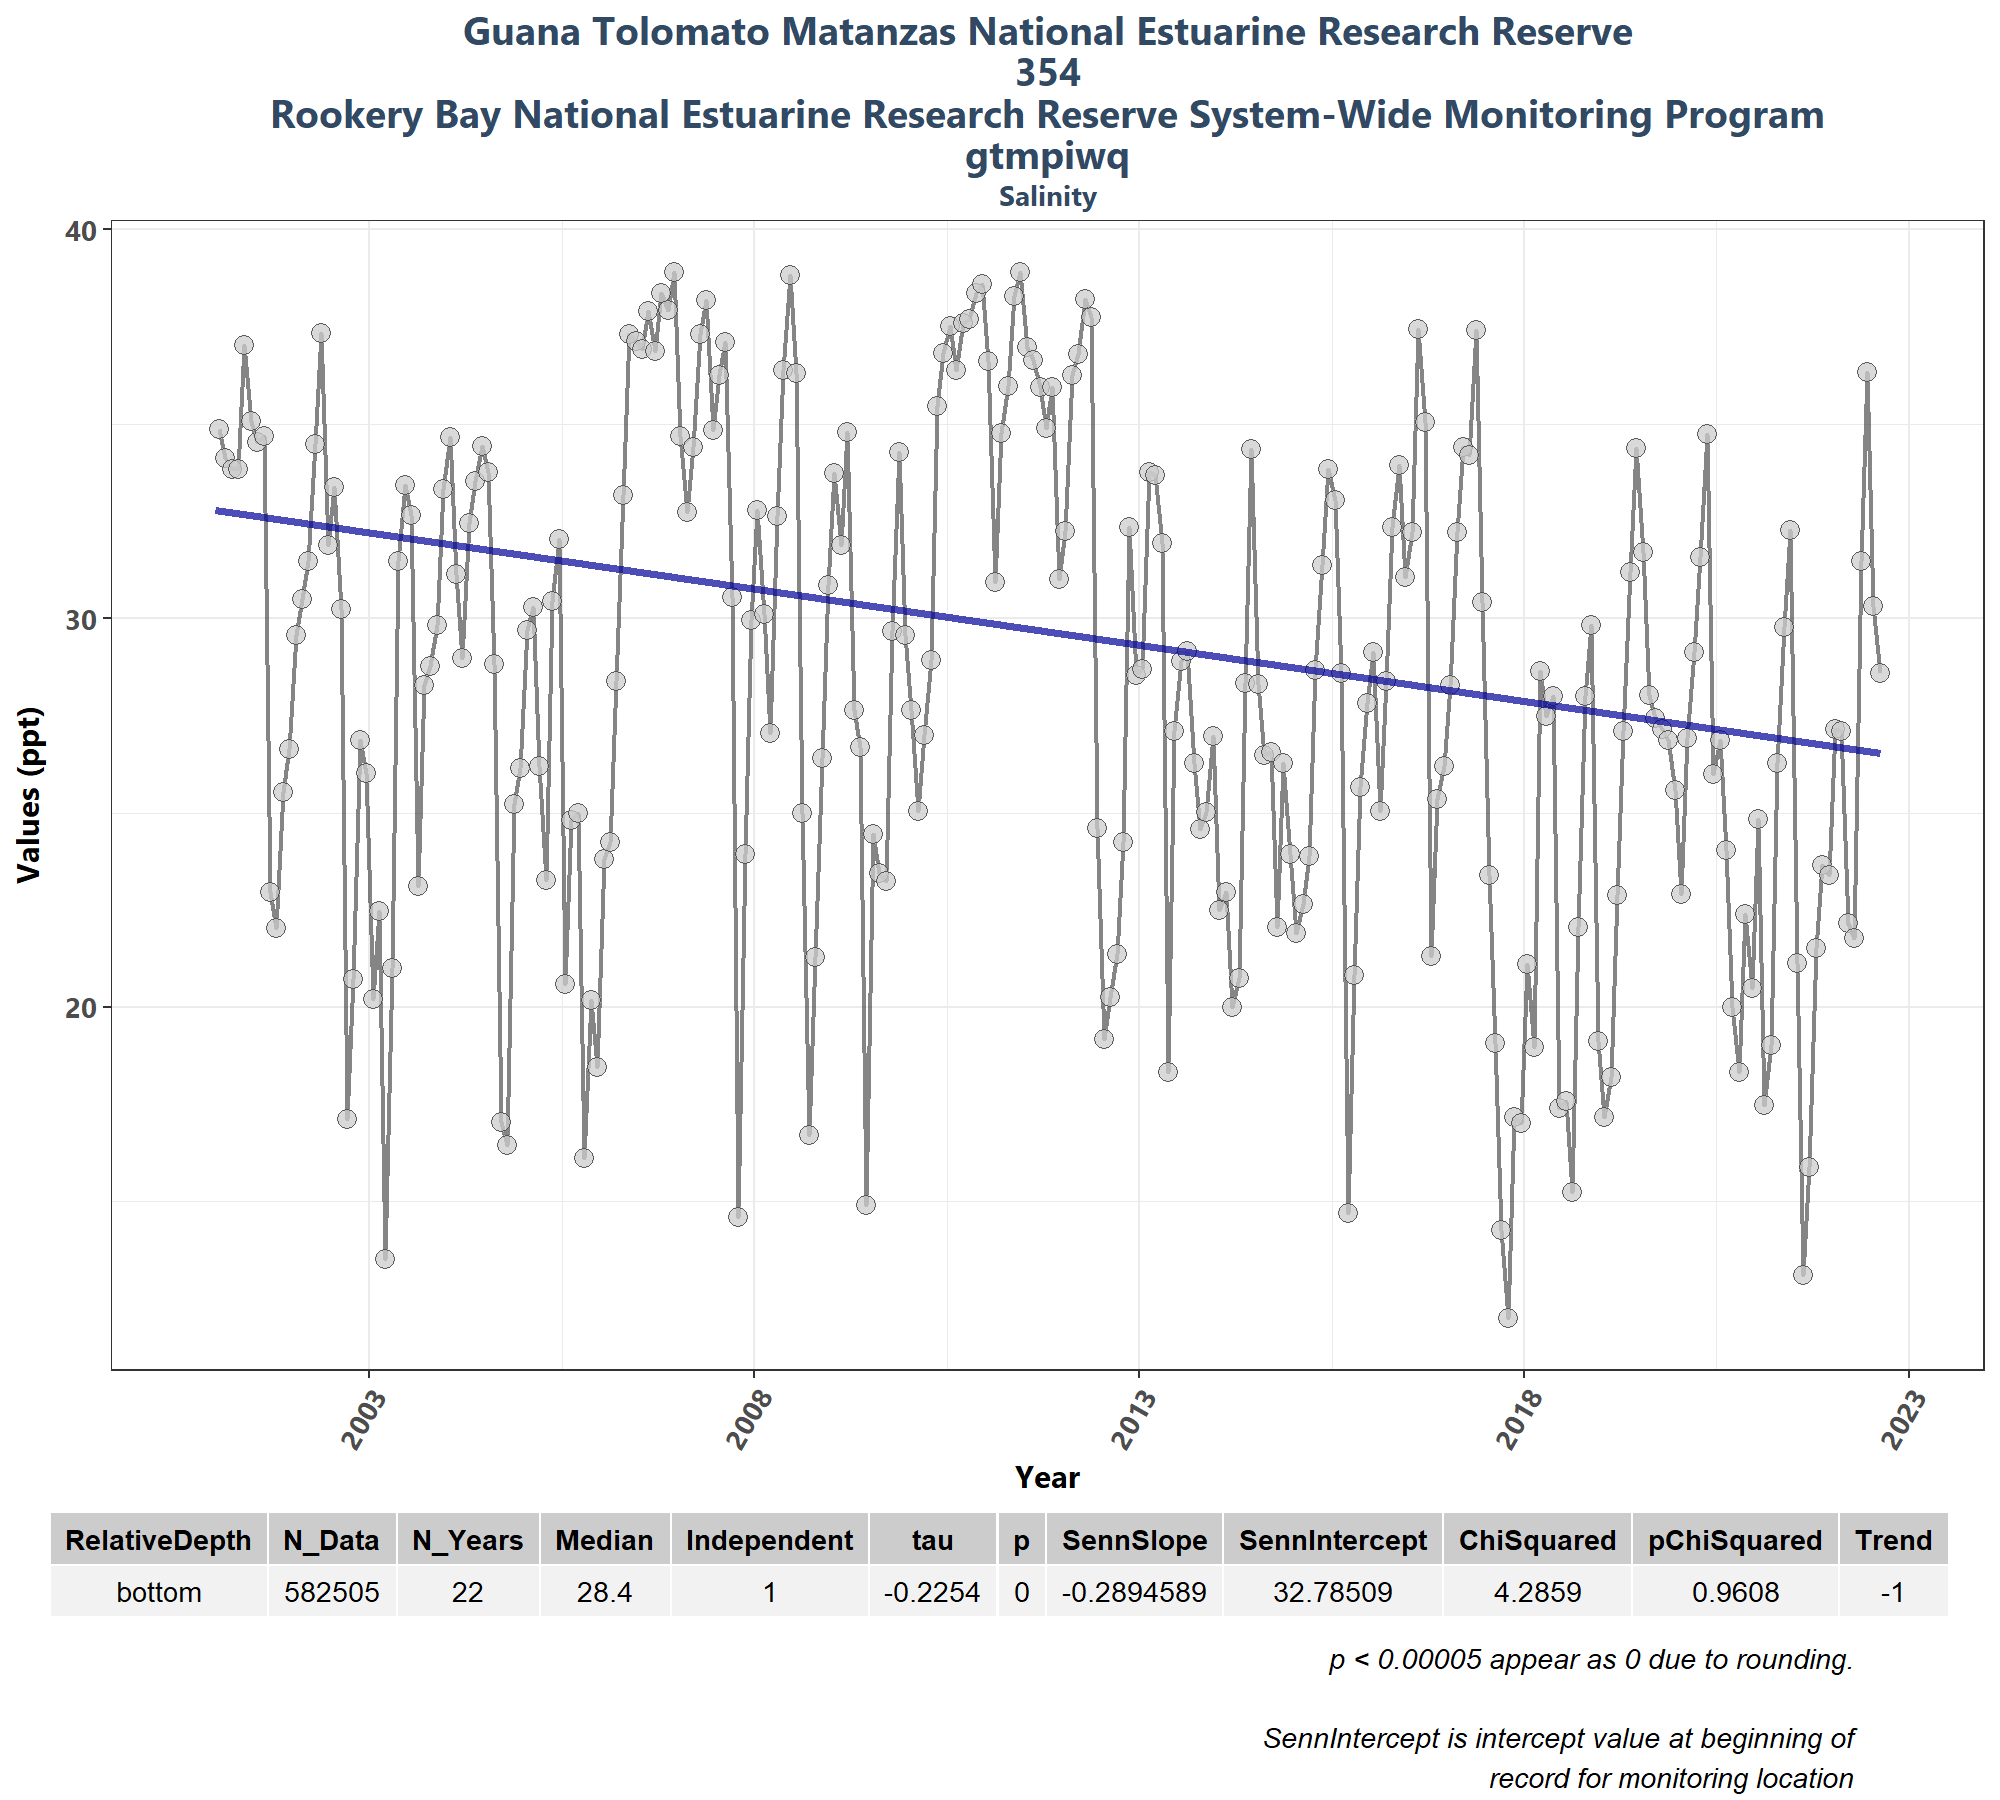 Guana Tolomato Matanzas National Estuarine Research Reserve
354
Rookery Bay National Estuarine Research Reserve System-Wide Monitoring Program
gtmpiwq
Salinity
40
30
20
Values (ppt)
2003
2008
2013
2018
2023
Year
RelativeDepth N_Data N_Years Median Independent tau p SennSlope SennIntercept ChiSquared pChiSquared Trend
bottom 582505 22 28.4 1 -0.2254 0 -0.2894589 32.78509 4.2859 0.9608 -1
p < 0.00005 appear as 0 due to rounding.
SennIntercept is intercept value at beginning of
record for monitoring location